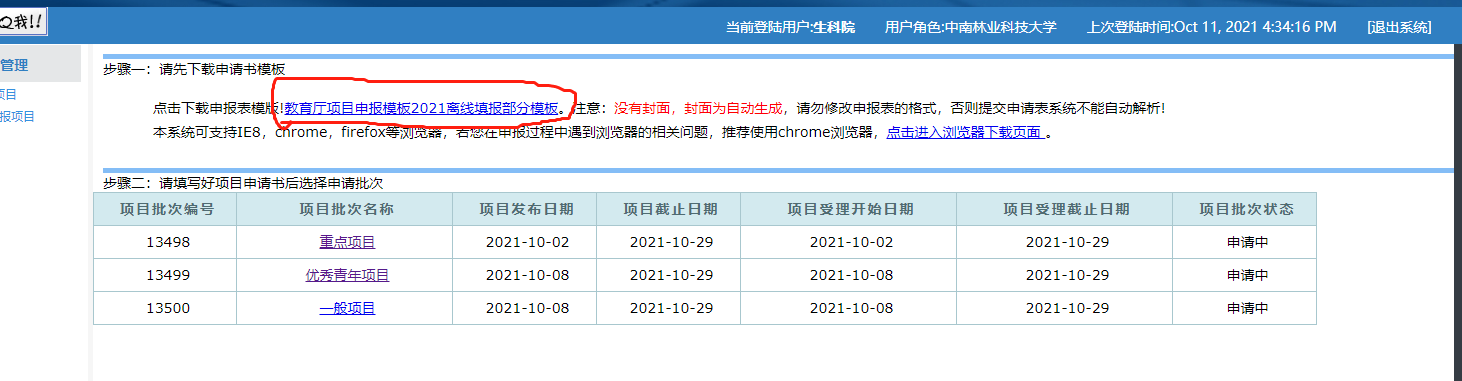 Q我!!
当前登陆用户:生科院 用户角色:中南林业科技大学 上次登陆时间:Oct 11, 2021 4:34:16 PM [退出系统]
管理
项目
报项目
步骤一：请先下载申请书模板
点击下载申报表模版!教育厅项目申报模板2021离线填报部分模板。注意：没有封面，封面为自动生成，请勿修改申报表的格式，否则提交申请表系统不能自动解析!
本系统可支持IE8，chrome，firefox等浏览器，若您在申报过程中遇到浏览器的相关问题，推荐使用chrome浏览器，点击进入浏览器下载页面 。
步骤二：请填写好项目申请书后选择申请批次
项目批次编号 项目批次名称 项目发布日期 项目截止日期 项目受理开始日期 项目受理截止日期 项目批次状态
13498 重点项目 2021-10-02 2021-10-29 2021-10-02 2021-10-29 申请中
13499 优秀青年项目 2021-10-08 2021-10-29 2021-10-08 2021-10-29 申请中
13500 一般项目 2021-10-08 2021-10-29 2021-10-08 2021-10-29 申请中